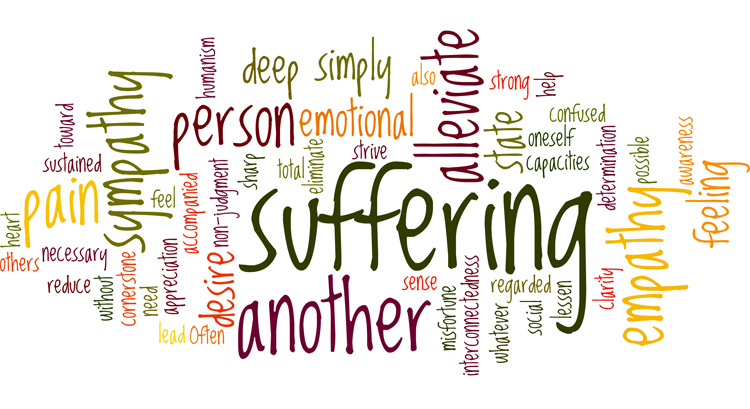 humanism
deep simply
also
alleviate
strong
help
toward
sympathy
person
emotional
state
confused
oneself
capacities
determination
possible
awareness
feeling
sustained
pain
feel
accompanied
non-judgment
sharp
total
eliminate
strive
suffering
empathy
heart
others
necessary
reduce
without
cornerstone
need
appreciation
desire
another
sense
misfortune
interconnectedness
whatever
regarded
social
lessen
clarity
lead
Often